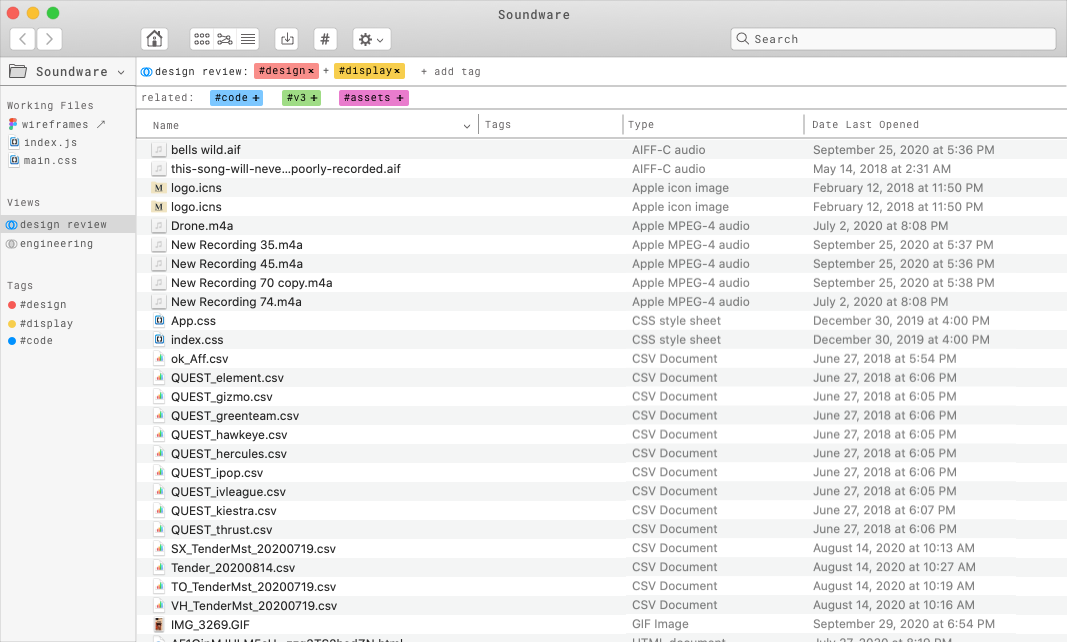 Soundware
#
Search
Soundware
design review: #design× + #display× + add tag
related: #code + #v3 + #assets +
Working Files
wireframes ↗
index.js
main.css
Views
design review
engineering
Tags
#design
#display
#code
Name Tags Type Date Last Opened
bells wild.aif AIFF-C audio September 25, 2020 at 5:36 PM
this-song-will-neve...poorly-recorded.aif AIFF-C audio May 14, 2018 at 2:31 AM
M logo.icns Apple icon image February 12, 2018 at 11:50 PM
M logo.icns Apple icon image February 12, 2018 at 11:50 PM
Drone.m4a Apple MPEG-4 audio July 2, 2020 at 8:08 PM
New Recording 35.m4a Apple MPEG-4 audio September 25, 2020 at 5:37 PM
New Recording 45.m4a Apple MPEG-4 audio September 25, 2020 at 5:36 PM
New Recording 70 copy.m4a Apple MPEG-4 audio September 25, 2020 at 5:38 PM
New Recording 74.m4a Apple MPEG-4 audio July 2, 2020 at 8:08 PM
App.css CSS style sheet December 30, 2019 at 4:00 PM
index.css CSS style sheet December 30, 2019 at 4:00 PM
ok_Aff.csv CSV Document June 27, 2018 at 5:54 PM
QUEST_element.csv CSV Document June 27, 2018 at 6:06 PM
QUEST_gizmo.csv CSV Document June 27, 2018 at 6:05 PM
QUEST_greenteam.csv CSV Document June 27, 2018 at 6:06 PM
QUEST_hawkeye.csv CSV Document June 27, 2018 at 6:05 PM
QUEST_hercules.csv CSV Document June 27, 2018 at 6:05 PM
QUEST_ipop.csv CSV Document June 27, 2018 at 6:06 PM
QUEST_ivleague.csv CSV Document June 27, 2018 at 6:05 PM
QUEST_kiestra.csv CSV Document June 27, 2018 at 6:07 PM
QUEST_thrust.csv CSV Document June 27, 2018 at 6:06 PM
SX_TenderMst_20200719.csv CSV Document August 14, 2020 at 10:13 AM
Tender_20200814.csv CSV Document August 14, 2020 at 10:27 AM
TO_TenderMst_20200719.csv CSV Document August 14, 2020 at 10:19 AM
VH_TenderMst_20200719.csv CSV Document August 14, 2020 at 10:16 AM
IMG_3269.GIF GIF Image September 29, 2020 at 6:54 PM
HTML document